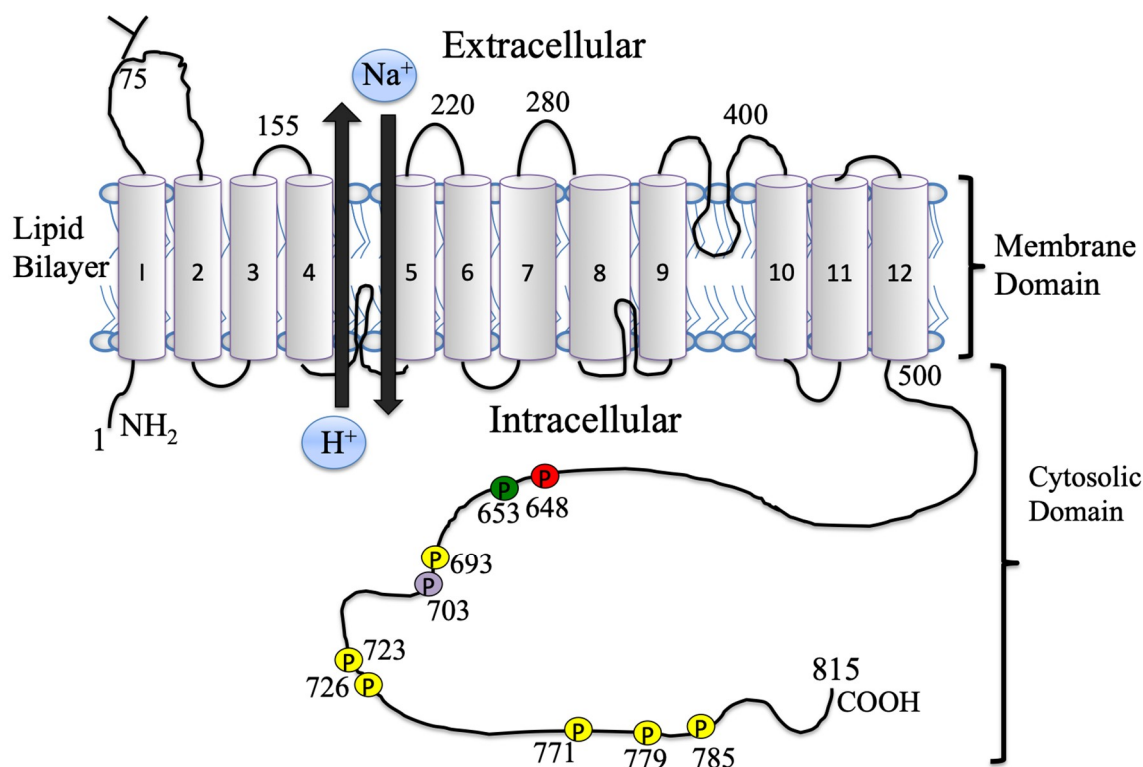 Extracellular
75
Na+
155
220
280
400
Lipid
Bilayer
I
2
3
4
5
6
7
8
9
10
11
12
Membrane
Domain
1
NH2
H+
Intracellular
500
P
653
P
648
Cytosolic
Domain
P
693
P
703
P
723
726
P
P
771
P
779
P
785
815
COOH